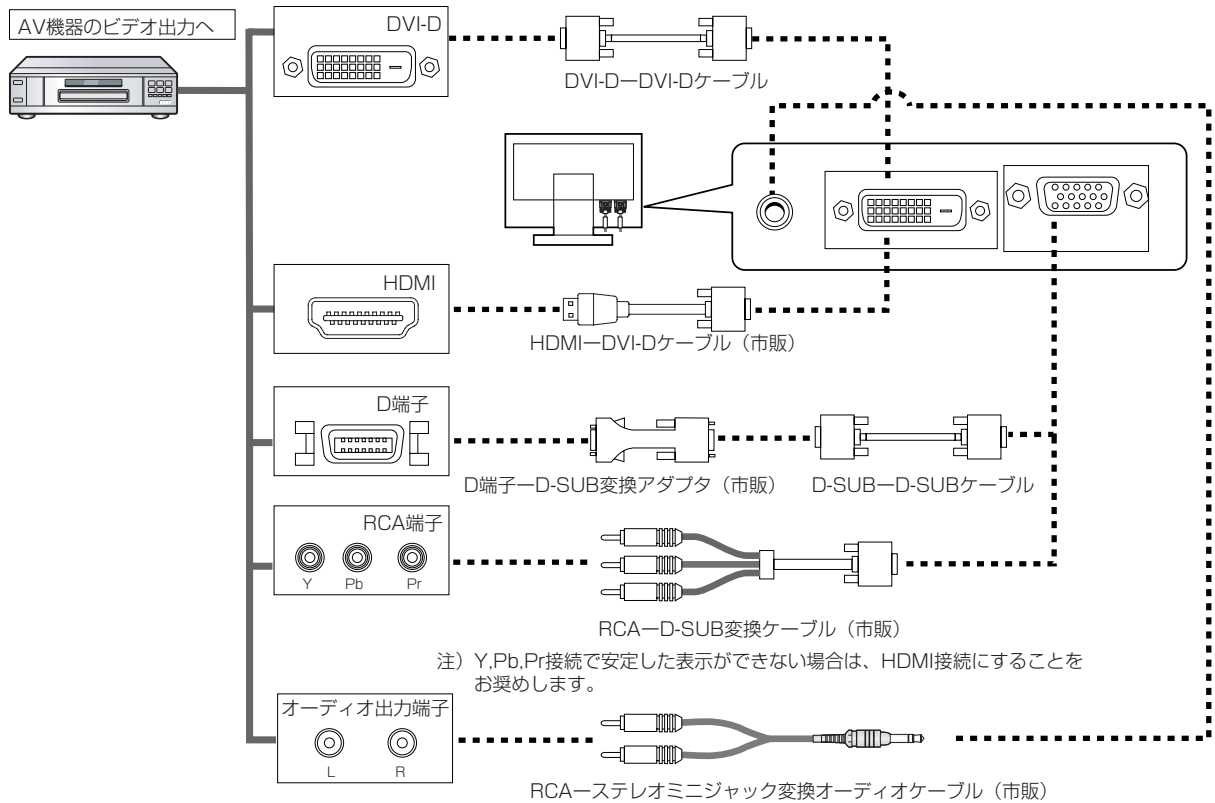 AV機器のビデオ出力へ
DVI-D
DVI-DーDVI-Dケーブル
HDMI
HDMIーDVI-Dケーブル（市販）
D端子
D端子ーD-SUB変換アダプタ（市販）
D-SUBーD-SUBケーブル
RCA端子
Y
Pb
Pr
RCAーD-SUB変換ケーブル（市販）
注）Y,Pb,Pr接続で安定した表示ができない場合は、HDMI接続にすることを
お奨めします。
オーディオ出力端子
L
R
RCAーステレオミニジャック変換オーディオケーブル（市販）